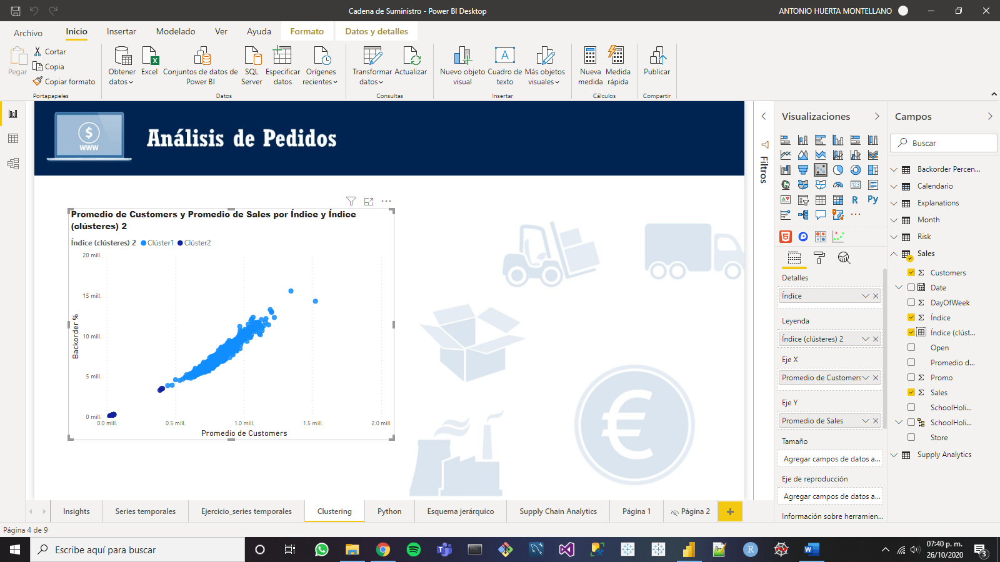 Cadena de Suministro - Power BI Desktop
ANTONIO HUERTA MONTELLANO
Archivo
Inicio
Insertar
Modelado
Ver
Ayuda
Formato
Datos y detalles
Pegar
Cortar
Copia
Copiar formato
Portapapeles
Obtener datos
Excel
Conjuntos de datos de Power BI
SQL Server
Especificar datos
Orígenes recientes
Datos
Transformar datos
Actualizar
Consultas
Nuevo objeto visual
Cuadro de texto
Más objetos visuales
Insertar
Nueva medida
Medida rápida
Cálculos
Publicar
Compartir
$
WWW
Análisis de Pedidos
Promedio de Customers y Promedio de Sales por Índice y Índice
(clústeres) 2
Índice (clústeres) 2 Clúster1 Clúster2
20 mill.
15 mill.
10 mill.
5 mill.
0 mill.
Backorder %
0.0 mill. 0.5 mill. 1.0 mill. 1.5 mill. 2.0 mill.
Promedio de Customers
€
Filtros
Visualizaciones
123
R
Py
Detalles
Índice
Leyenda
Índice (clústeres) 2
Eje X
Promedio de Customers
Eje Y
Promedio de Sales
Tamaño
Agregar campos de datos a...
Eje de reproducción
Agregar campos de datos a...
Información sobre herramien...
Campos
Buscar
Backorder Percen...
Calendario
Explanations
Month
Risk
Sales
Customers
Date
DayOfWeek
Índice
Índice (clúst...
Open
Promedio d...
Promo
Sales
SchoolHoli...
SchoolHoli...
Store
Supply Analytics
Insights
Series temporales
Ejercicio_series temporales
Clustering
Python
Esquema jerárquico
Supply Chain Analytics
Página 1
Página 2
Página 4 de 9
Escribe aquí para buscar
07:40 p. m.
26/10/2020
3